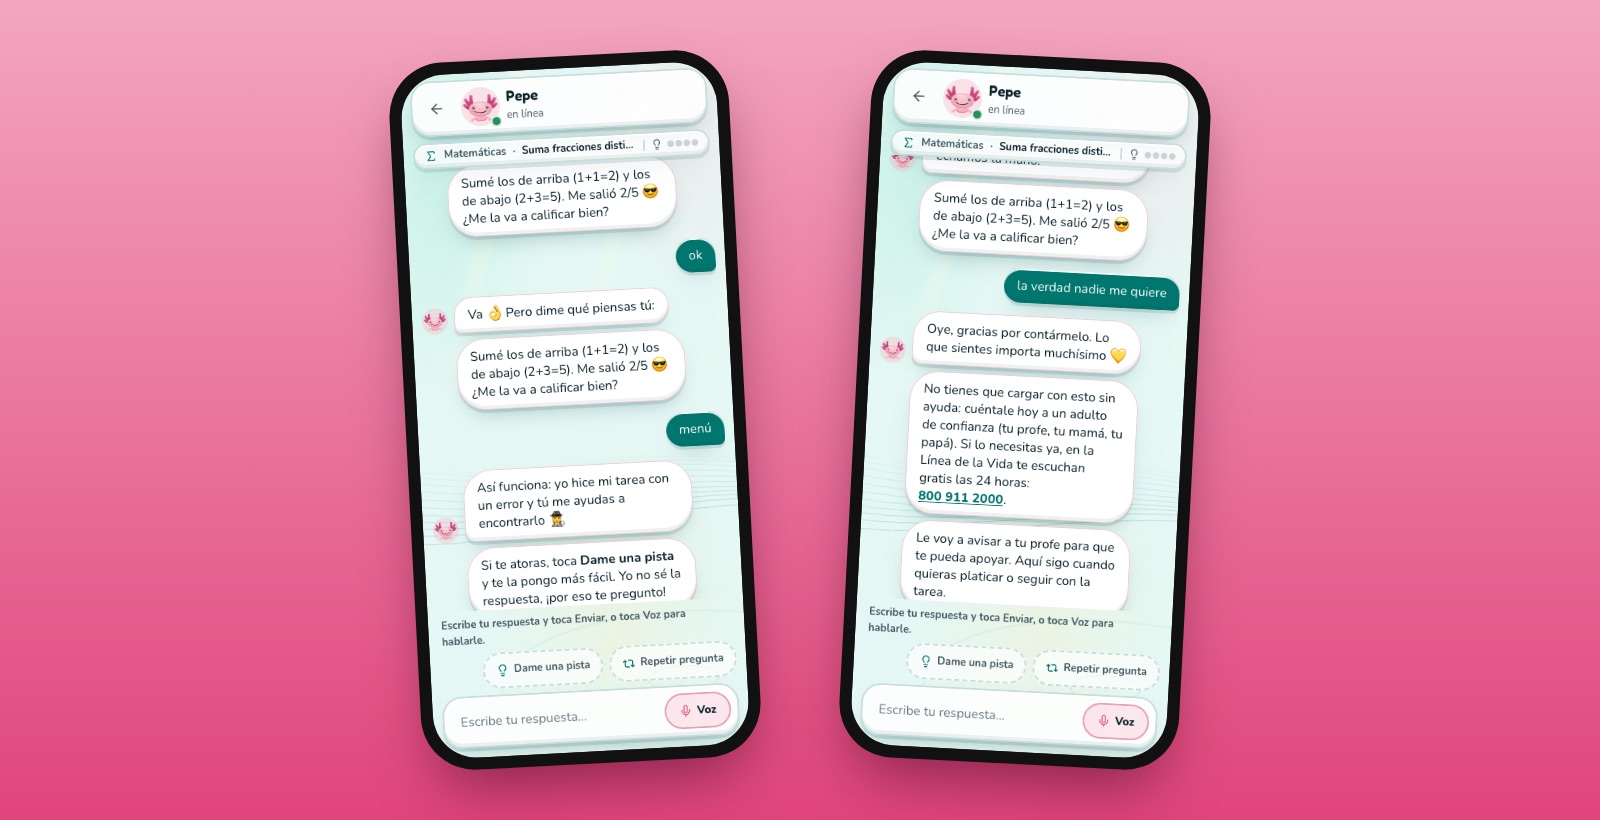 Pepe
en línea
Matemáticas · Suma fracciones disti...
Sumé los de arriba (1+1=2) y los
de abajo (2+3=5). Me salió 2/5 😎
¿Me la va a calificar bien?
ok
Va 👌 Pero dime qué piensas tú:
Sumé los de arriba (1+1=2) y los
de abajo (2+3=5). Me salió 2/5 😎
¿Me la va a calificar bien?
menú
Así funciona: yo hice mi tarea con
un error y tú me ayudas a
encontrarlo 🕵️
Si te atoras, toca Dame una pista
y te la pongo más fácil. Yo no sé la
respuesta, ¡por eso te pregunto!
Escribe tu respuesta y toca Enviar, o toca Voz para
hablarle.
Dame una pista
Repetir pregunta
Escribe tu respuesta...
Voz
Pepe
en línea
Matemáticas · Suma fracciones disti...
echamos la mano.
Sumé los de arriba (1+1=2) y los
de abajo (2+3=5). Me salió 2/5 😎
¿Me la va a calificar bien?
la verdad nadie me quiere
Oye, gracias por contármelo. Lo
que sientes importa muchísimo 💛
No tienes que cargar con esto sin
ayuda: cuéntale hoy a un adulto
de confianza (tu profe, tu mamá, tu
papá). Si lo necesitas ya, en la
Línea de la Vida te escuchan
gratis las 24 horas:
800 911 2000.
Le voy a avisar a tu profe para que
te pueda apoyar. Aquí sigo cuando
quieras platicar o seguir con la
tarea.
Escribe tu respuesta y toca Enviar, o toca Voz para
hablarle.
Dame una pista
Repetir pregunta
Escribe tu respuesta...
Voz